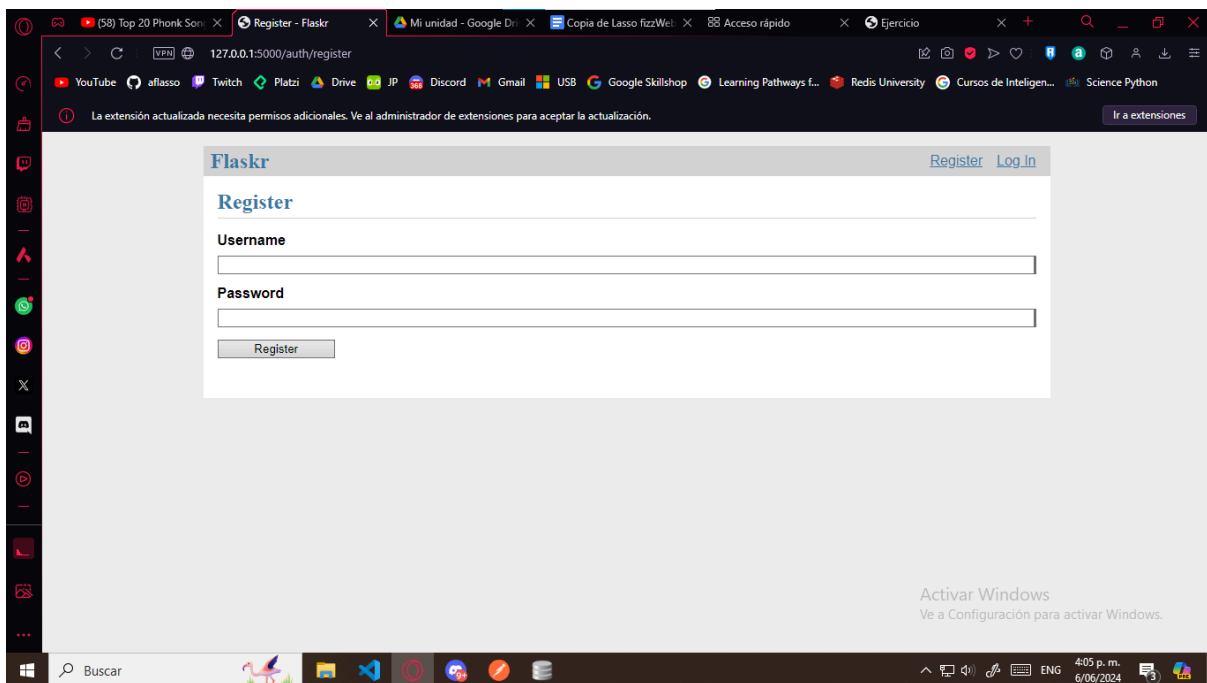 (58) Top 20 Phonk Son
Register - Flaskr
Mi unidad - Google Dri
Copia de Lasso fizzWeb
Acceso rápido
Ejercicio
VPN
127.0.0.1:5000/auth/register
YouTube
aflasso
Twitch
Platzi
Drive
JP
Discord
Gmail
USB
Google Skillshop
Learning Pathways f...
Redis University
Cursos de Inteligen...
Science Python
La extensión actualizada necesita permisos adicionales. Ve al administrador de extensiones para aceptar la actualización.
Ir a extensiones
Flaskr
Register
Log In
Register
Username
Password
Register
Activar Windows
Ve a Configuración para activar Windows.
Buscar
ENG
4:05 p. m.
6/06/2024